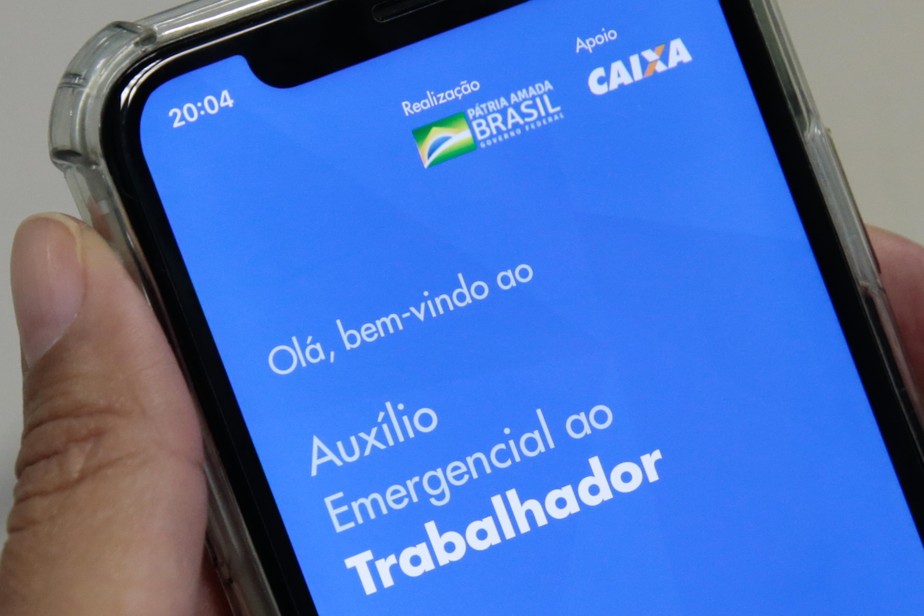 20:04
Realização
PÁTRIA AMADA
BRASIL
GOVERNO FEDERAL
Apoio
CAIXA
Olá, bem-vindo ao
Auxílio
Emergencial ao
Trabalhador